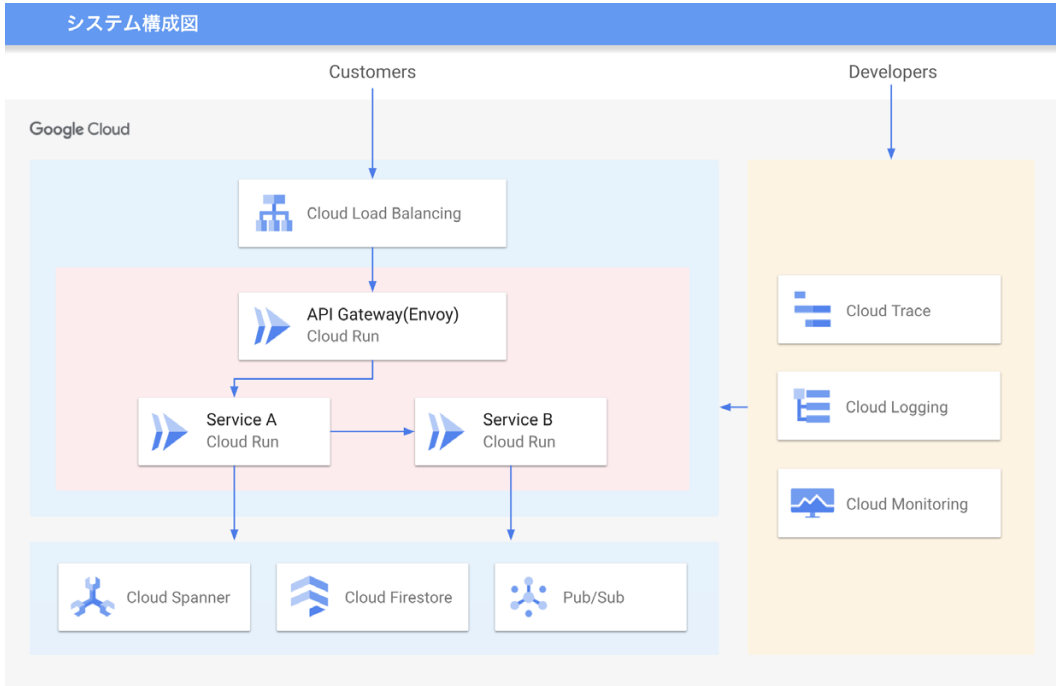 システム構成図
Customers
Developers
Google Cloud
Cloud Load Balancing
API Gateway(Envoy)
Cloud Run
Service A
Cloud Run
Service B
Cloud Run
Cloud Spanner
Cloud Firestore
Pub/Sub
Cloud Trace
Cloud Logging
Cloud Monitoring